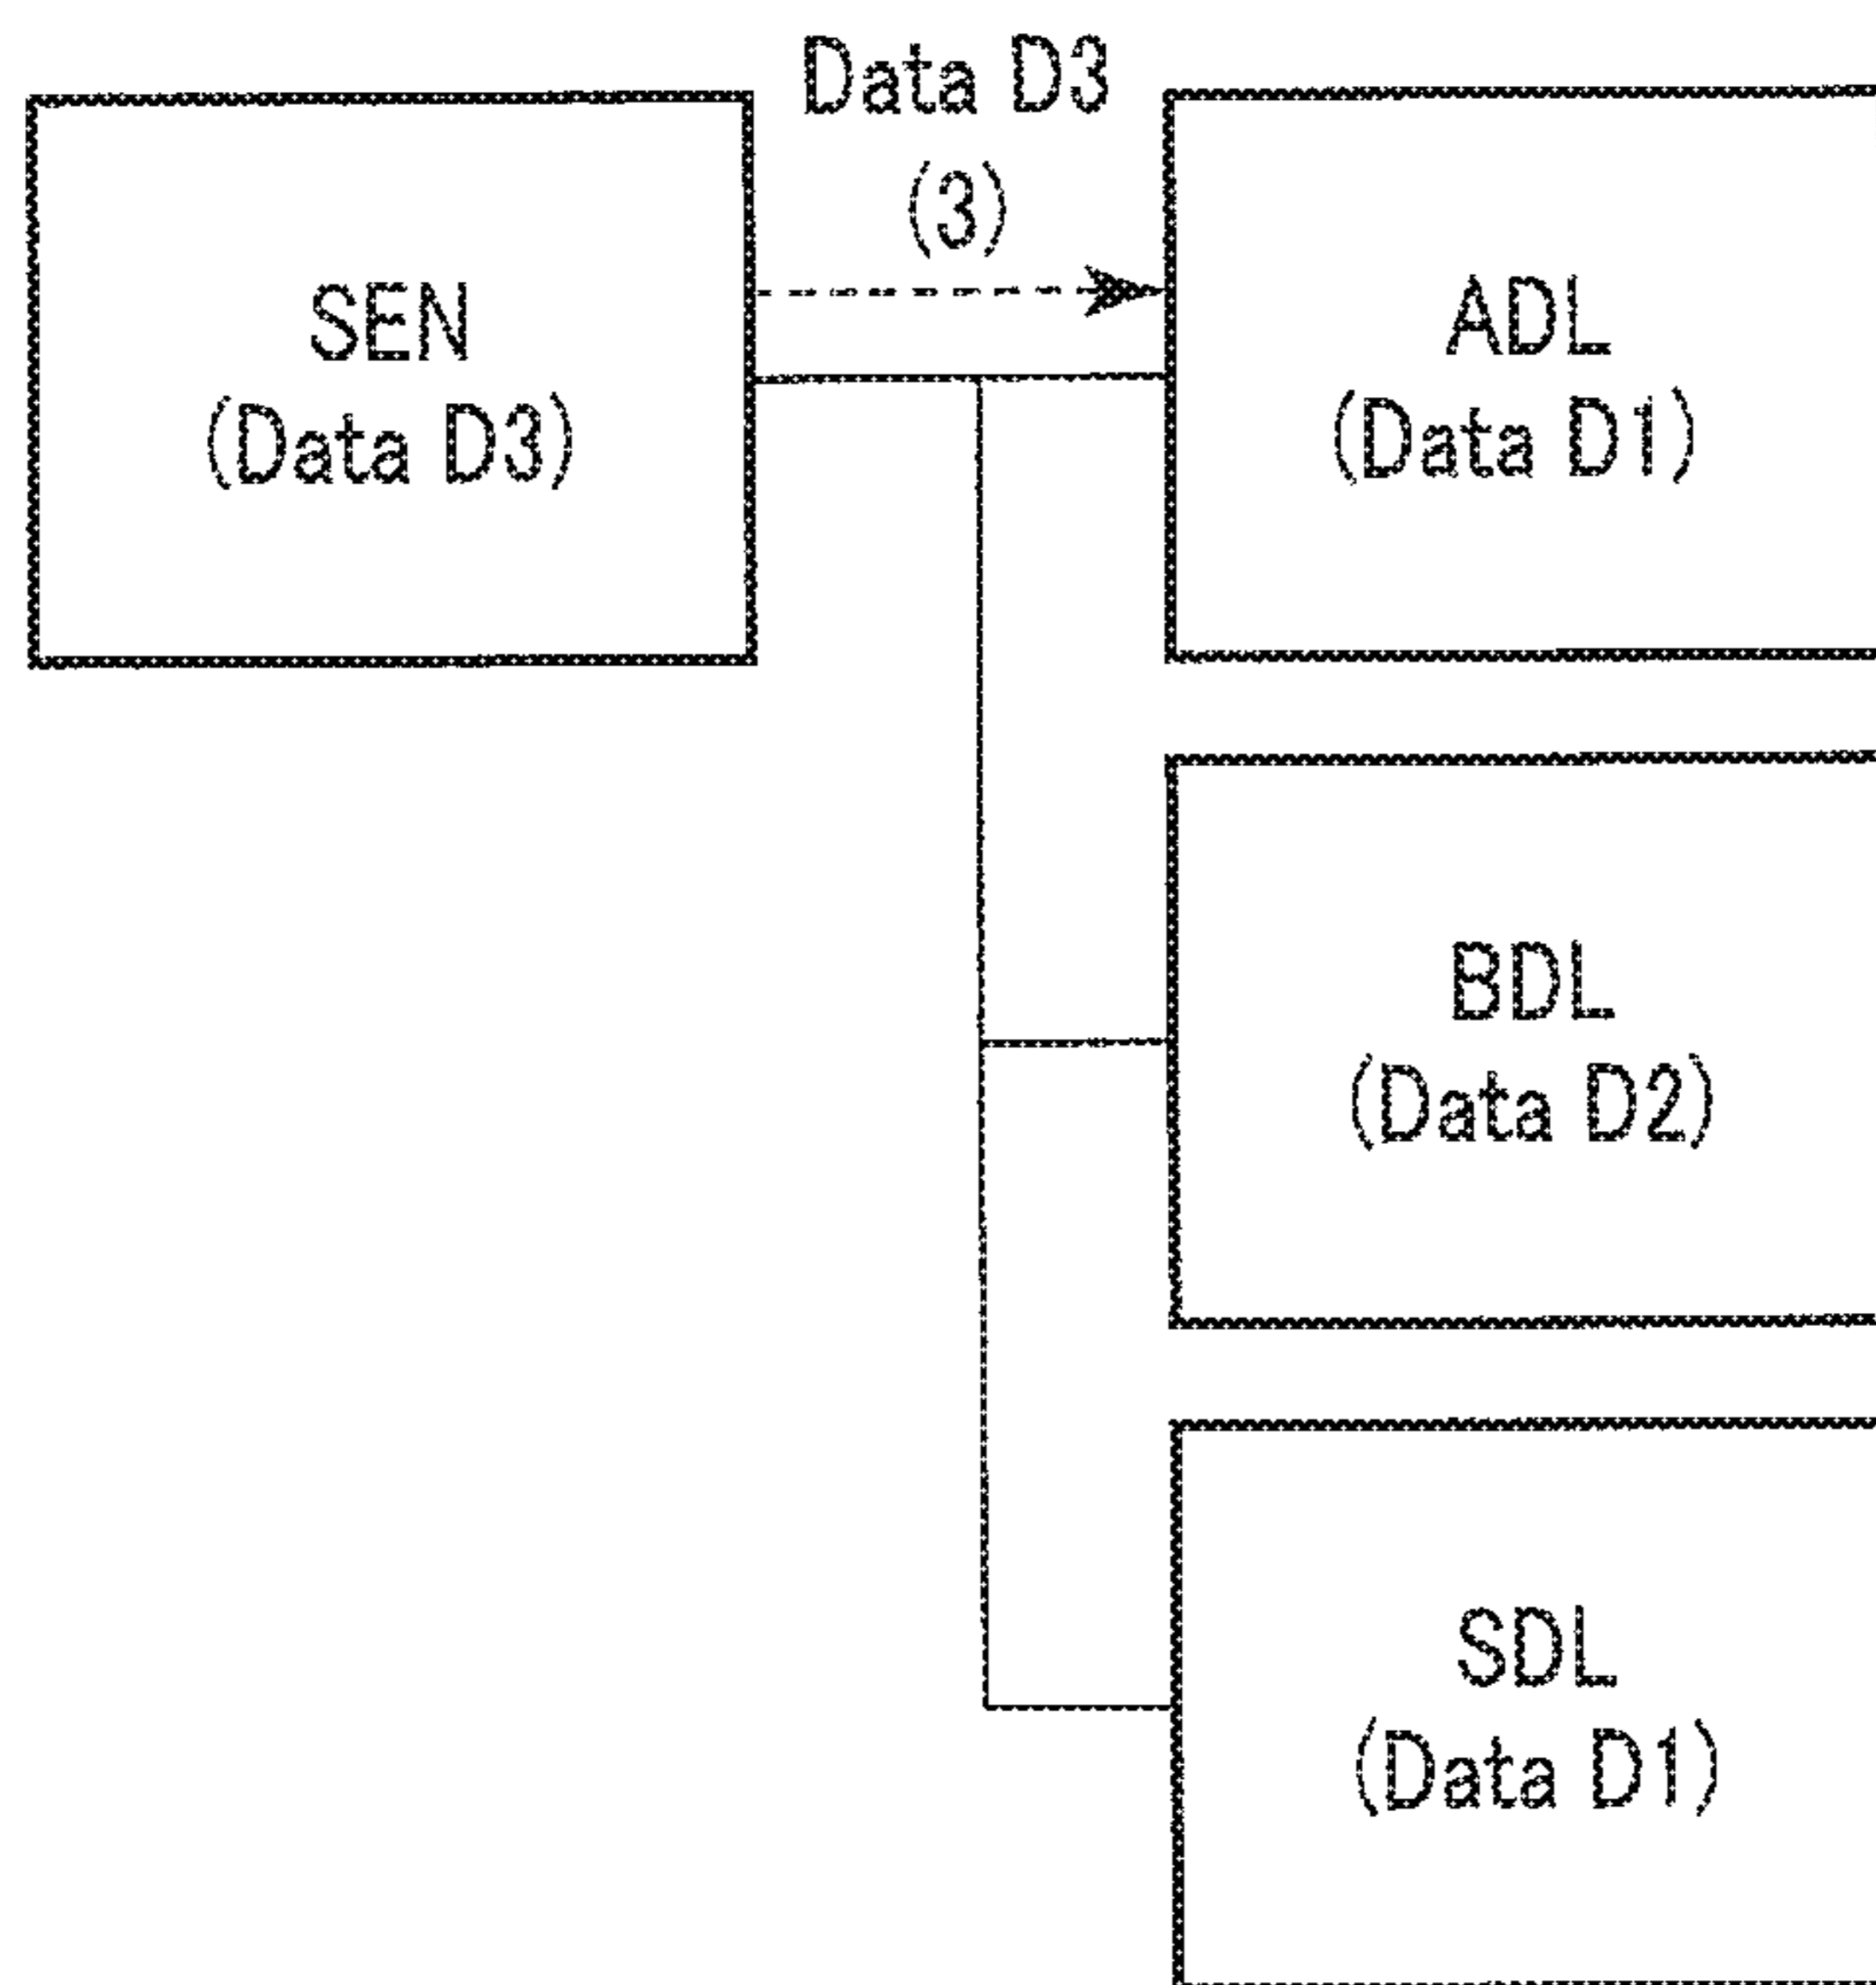 Data D3
(3)
SEN
(Data D3)
ADL
(Data D1)
BDL
(Data D2)
SDL
(Data D1)